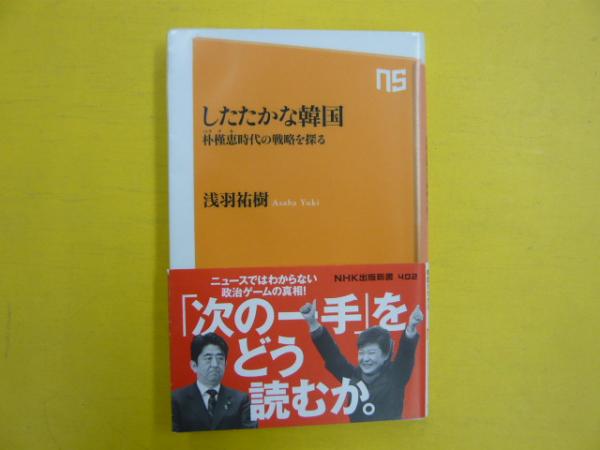 NS
したたかな韓国
朴槿恵時代の戦略を探る
浅羽祐樹 Asaba Yuki
ニュースではわからない
政治ゲームの真相!
NHK出版新書 402
「次の一手」を
どう
読むか。